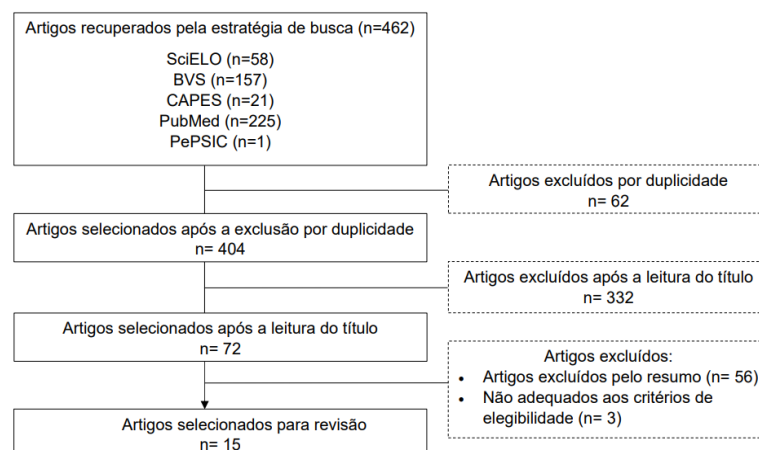 Artigos recuperados pela estratégia de busca (n=462)
SciELO (n=58)
BVS (n=157)
CAPES (n=21)
PubMed (n=225)
PePSIC (n=1)
Artigos excluídos por duplicidade
n= 62
Artigos selecionados após a exclusão por duplicidade
n= 404
Artigos excluídos após a leitura do título
n= 332
Artigos selecionados após a leitura do título
n= 72
Artigos excluídos:
• Artigos excluídos pelo resumo (n= 56)
• Não adequados aos critérios de
elegibilidade (n= 3)
Artigos selecionados para revisão
n= 15